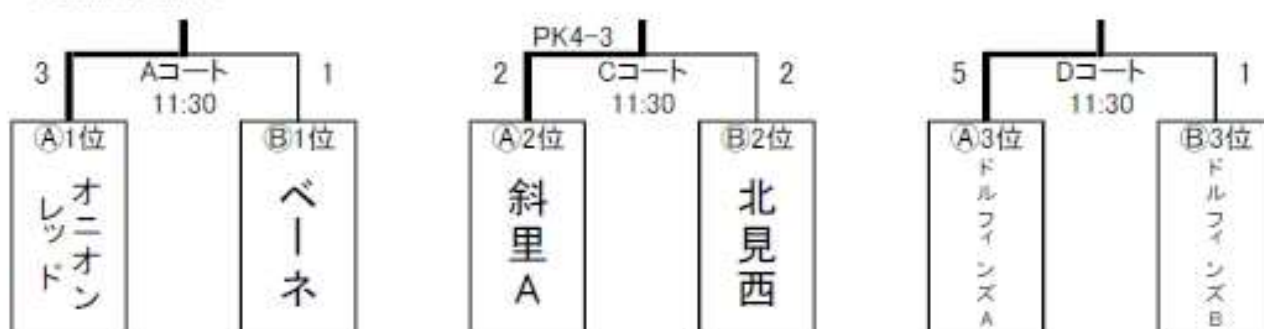 3
Aコート
11:30
1
Ⓐ1位
オニオン
レッド
Ⓑ1位
ベーネ
PK4-3
2
Cコート
11:30
2
Ⓐ2位
斜里A
Ⓑ2位
北見西
5
Dコート
11:30
1
Ⓐ3位
ドルフィンズA
Ⓑ3位
ドルフィンズB